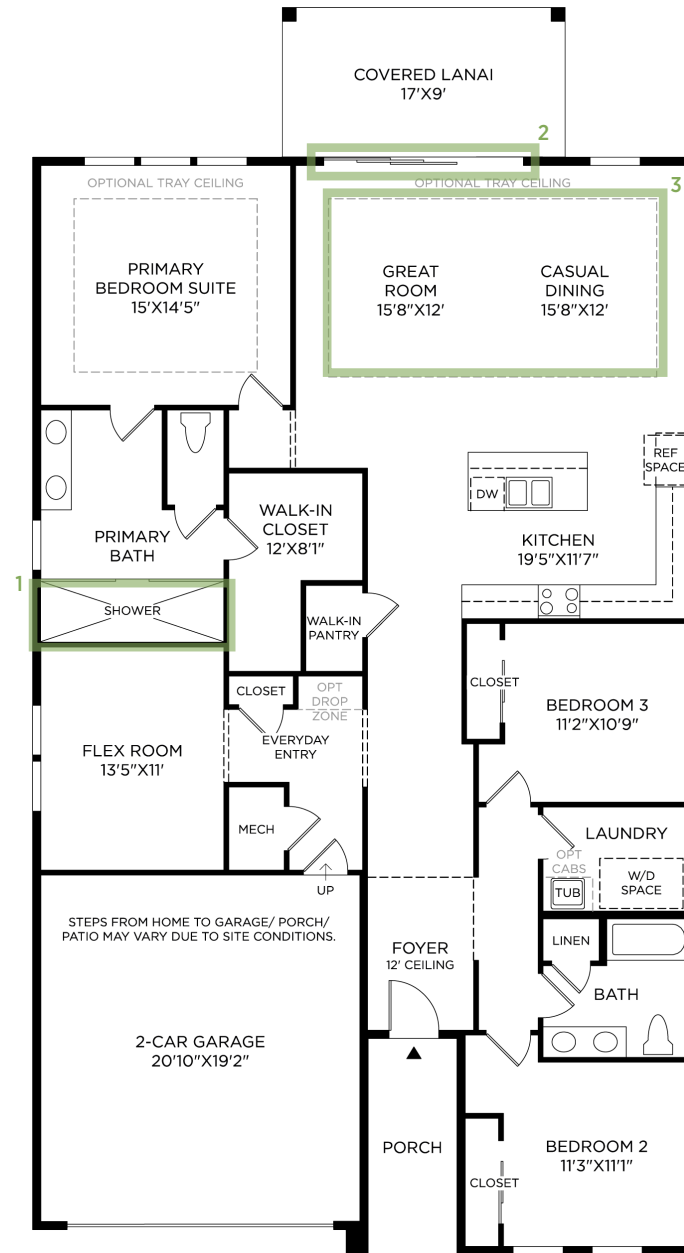 COVERED LANAI
17'X9'
2
OPTIONAL TRAY CEILING
OPTIONAL TRAY CEILING
3
PRIMARY
BEDROOM SUITE
15'X14'5"
GREAT
ROOM
15'8"X12'
CASUAL
DINING
15'8"X12'
REF
SPACE
DW
WALK-IN
CLOSET
12'X8'1"
PRIMARY
BATH
KITCHEN
19'5"X11'7"
1
SHOWER
WALK-IN
PANTRY
CLOSET
OPT
DROP
ZONE
CLOSET
BEDROOM 3
11'2"X10'9"
EVERYDAY
ENTRY
FLEX ROOM
13'5"X11'
MECH
LAUNDRY
OPT
CABS
W/D
SPACE
TUB
UP
STEPS FROM HOME TO GARAGE/ PORCH/
PATIO MAY VARY DUE TO SITE CONDITIONS.
FOYER
12' CEILING
LINEN
BATH
2-CAR GARAGE
20'10"X19'2"
PORCH
BEDROOM 2
11'3"X11'1"
CLOSET